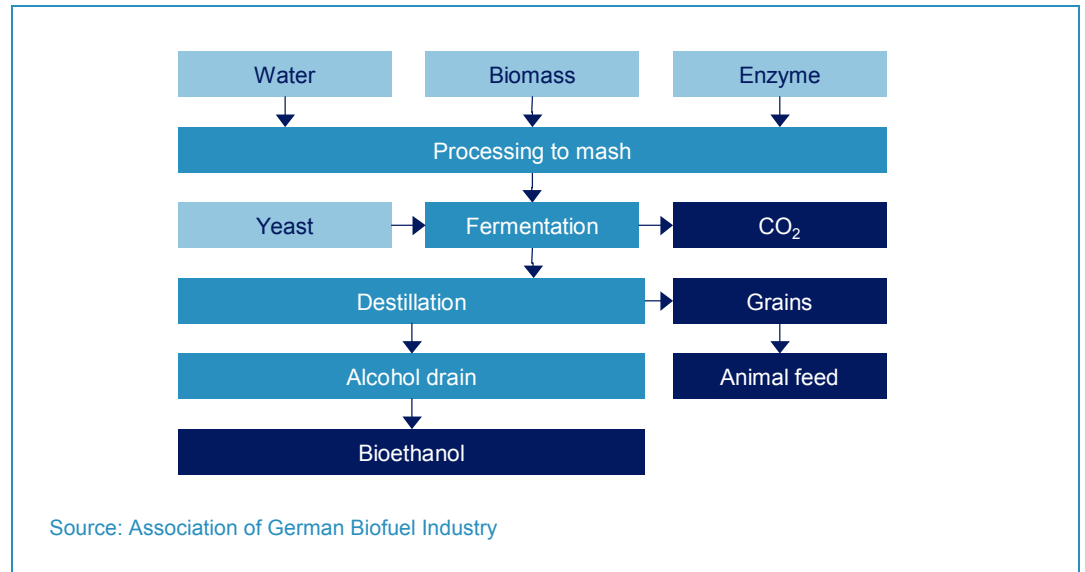 Water
Biomass
Enzyme
Processing to mash
Yeast
Fermentation
CO₂
Destillation
Grains
Alcohol drain
Animal feed
Bioethanol
Source: Association of German Biofuel Industry